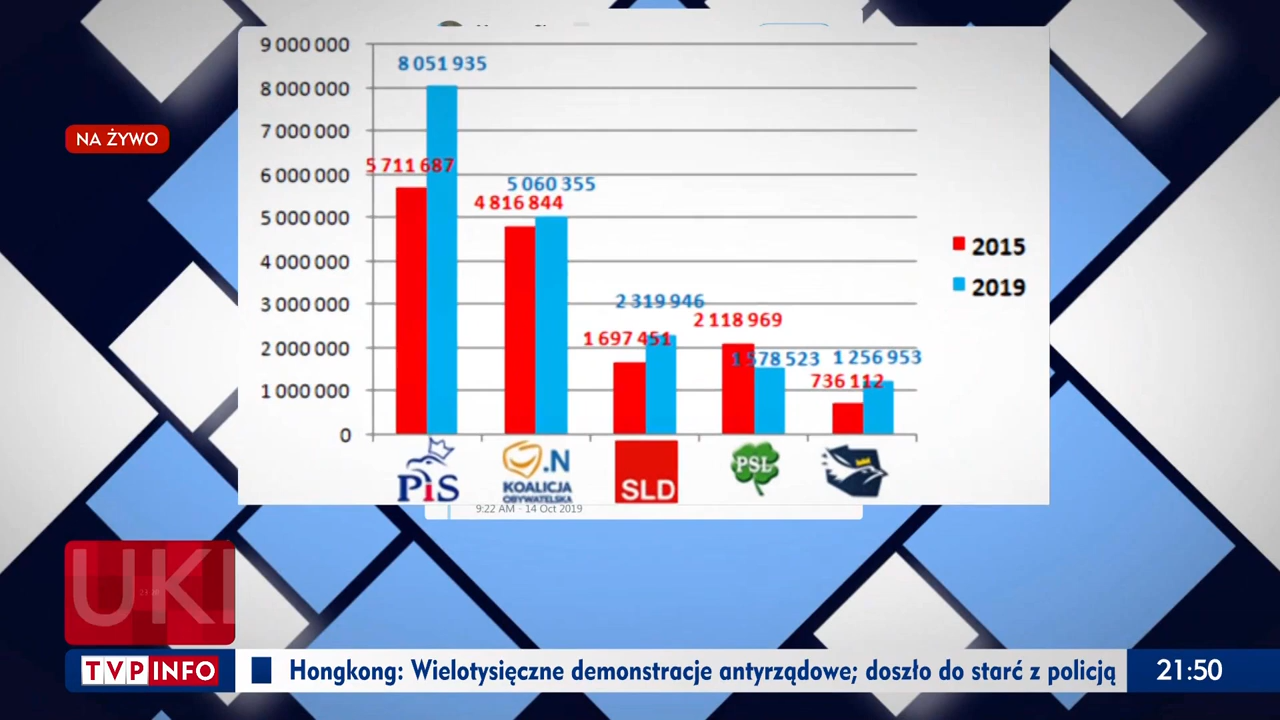 9 000 000
8 051 935
8 000 000
7 000 000
NA ŻYWO
5 711 687
6 000 000
5 060 355
4 816 844
5 000 000
2015
4 000 000
2019
3 000 000
2 319 946
2 118 969
1 697 451
2 000 000
1 578 523
1 256 953
736 112
1 000 000
0
PiS
.N
KOALICJA
OBYWATELSKA
SLD
PSL
9:22 AM - 14 Oct 2019
UKI
TVP INFO
Hongkong: Wielotysięczne demonstracje antyrządowe; doszło do starć z policją
21:50